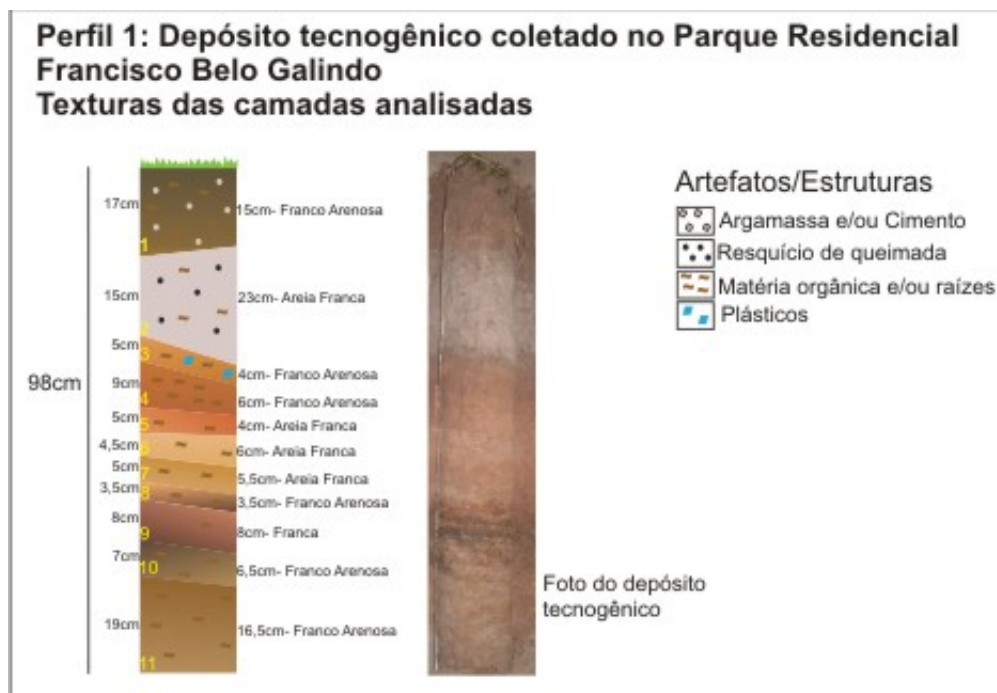 Perfil 1: Depósito tecnogênico coletado no Parque Residencial
Francisco Belo Galindo
Texturas das camadas analisadas
98cm
17cm
15cm- Franco Arenosa
1
15cm
23cm- Areia Franca
2
5cm
3
4cm- Franco Arenosa
9cm
4
6cm- Franco Arenosa
5cm
5
4cm- Areia Franca
4,5cm
6
6cm- Areia Franca
5cm
7
5,5cm- Areia Franca
3,5cm
8
3,5cm- Franco Arenosa
8cm
9
8cm- Franca
7cm
10
6,5cm- Franco Arenosa
19cm
11
16,5cm- Franco Arenosa
Artefatos/Estruturas
Argamassa e/ou Cimento
Resquício de queimada
Matéria orgânica e/ou raízes
Plásticos
Foto do depósito
tecnogênico